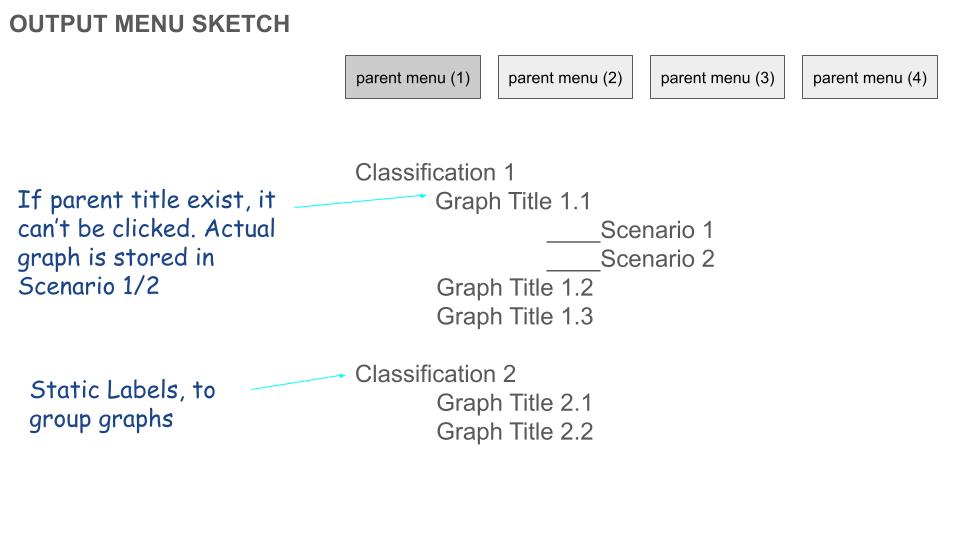 OUTPUT MENU SKETCH
parent menu (1)
parent menu (2)
parent menu (3)
parent menu (4)
Classification 1
Graph Title 1.1
____Scenario 1
____Scenario 2
Graph Title 1.2
Graph Title 1.3
If parent title exist, it
can't be clicked. Actual
graph is stored in
Scenario 1/2
Classification 2
Graph Title 2.1
Graph Title 2.2
Static Labels, to
group graphs